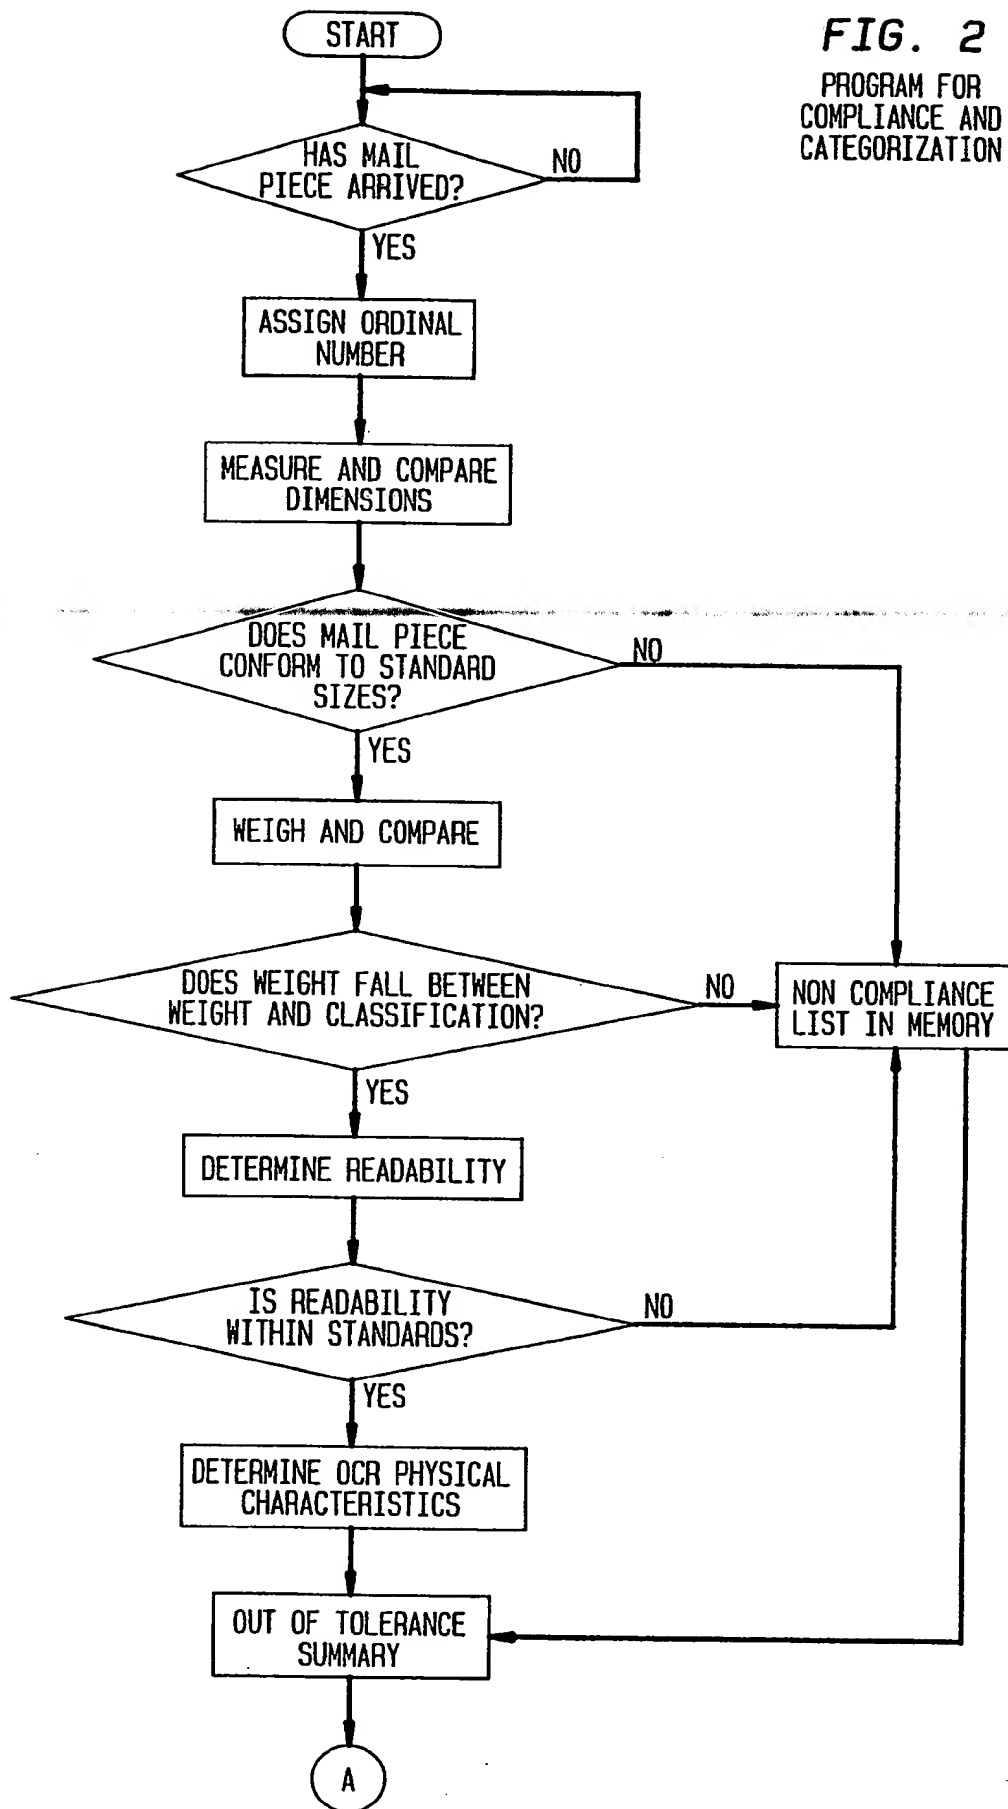 START
FIG. 2
PROGRAM FOR
COMPLIANCE AND
CATEGORIZATION
HAS MAIL
PIECE ARRIVED?
NO
YES
ASSIGN ORDINAL
NUMBER
MEASURE AND COMPARE
DIMENSIONS
DOES MAIL PIECE
CONFORM TO STANDARD
SIZES?
NO
YES
WEIGH AND COMPARE
DOES WEIGHT FALL BETWEEN
WEIGHT AND CLASSIFICATION?
NO
NON COMPLIANCE
LIST IN MEMORY
YES
DETERMINE READABILITY
IS READABILITY
WITHIN STANDARDS?
NO
YES
DETERMINE OCR PHYSICAL
CHARACTERISTICS
OUT OF TOLERANCE
SUMMARY
A